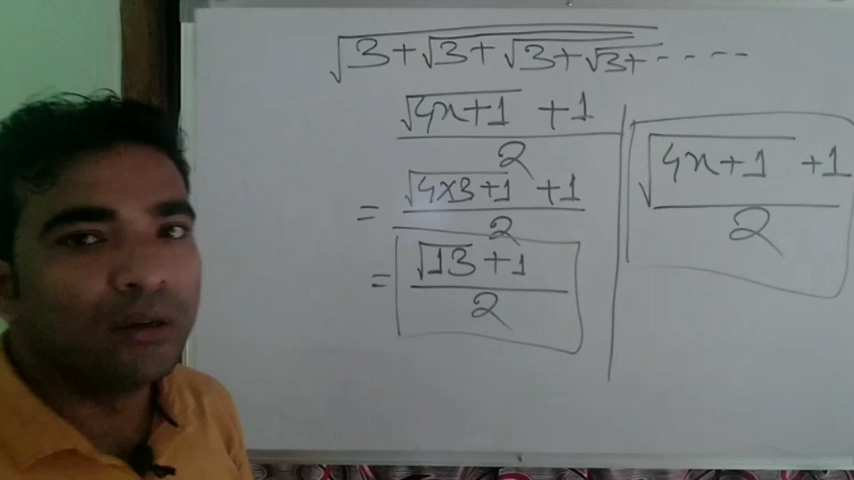 √3+√3+√3+√3+-----
√4x+1 +1
2
= √4x3+1 +1
2
= √13+1
2
√4x+1 +1
2